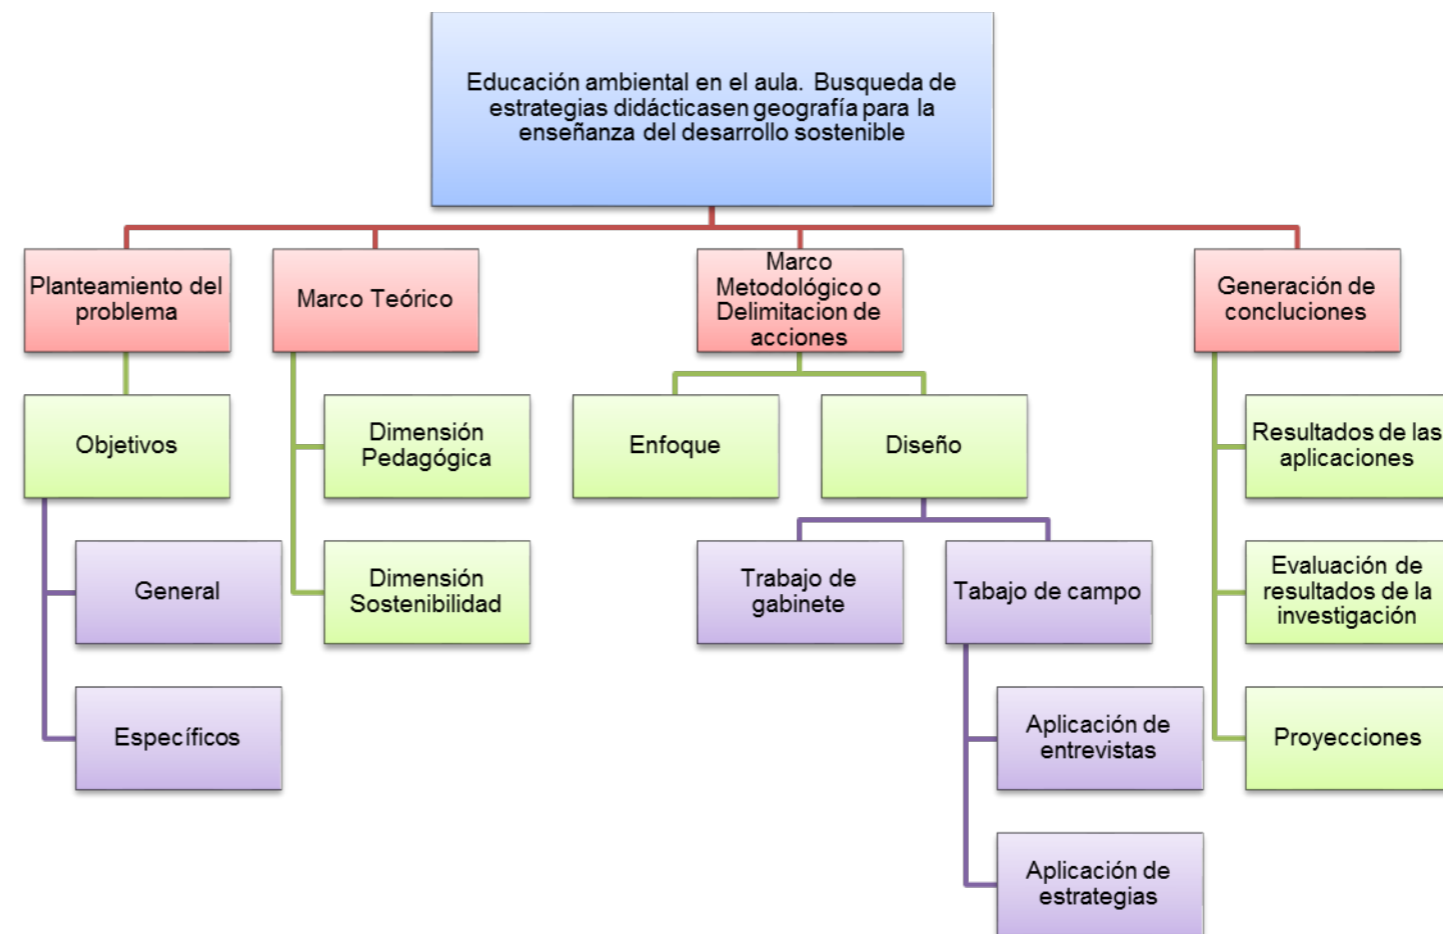 Educación ambiental en el aula. Busqueda de
estrategias didácticasen geografía para la
enseñanza del desarrollo sostenible
Planteamiento del
problema
Marco Teórico
Marco
Metodológico o
Delimitacion de
acciones
Generación de
concluciones
Objetivos
Dimensión
Pedagógica
Enfoque
Diseño
Resultados de las
aplicaciones
General
Dimensión
Sostenibilidad
Trabajo de
gabinete
Tabajo de campo
Evaluación de
resultados de la
investigación
Específicos
Aplicación de
entrevistas
Proyecciones
Aplicación de
estrategias